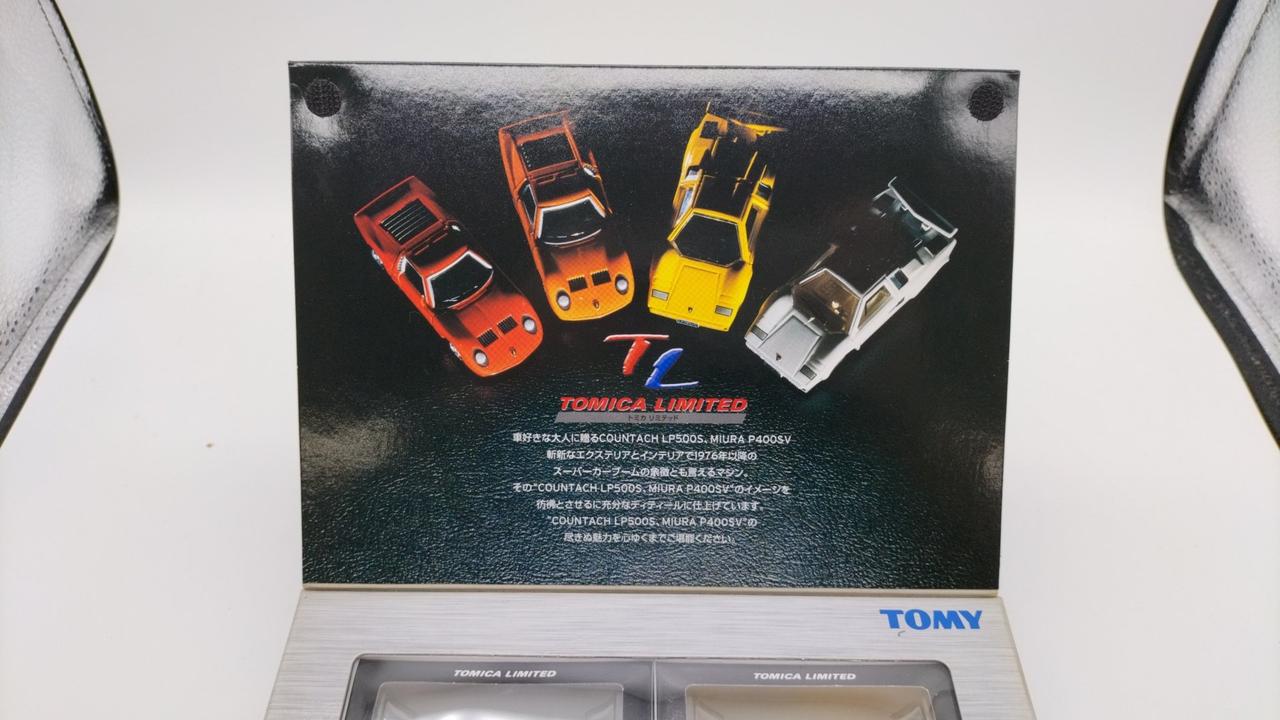 TL
TOMICA LIMITED
トミカ リミテッド
車好きな大人に贈るCOUNTACH LP500S、MIURA P400SV
斬新なエクステリアとインテリアで1976年以降の
スーパーカーブームの象徴とも言えるマシン。
その"COUNTACH LP500S、MIURA P400SV"のイメージを
彷彿とさせるに充分なディティールに仕上げています。
"COUNTACH LP500S、MIURA P400SV"の
尽きぬ魅力を心ゆくまでご堪能ください。
TOMY
TOMICA LIMITED
TOMICA LIMITED